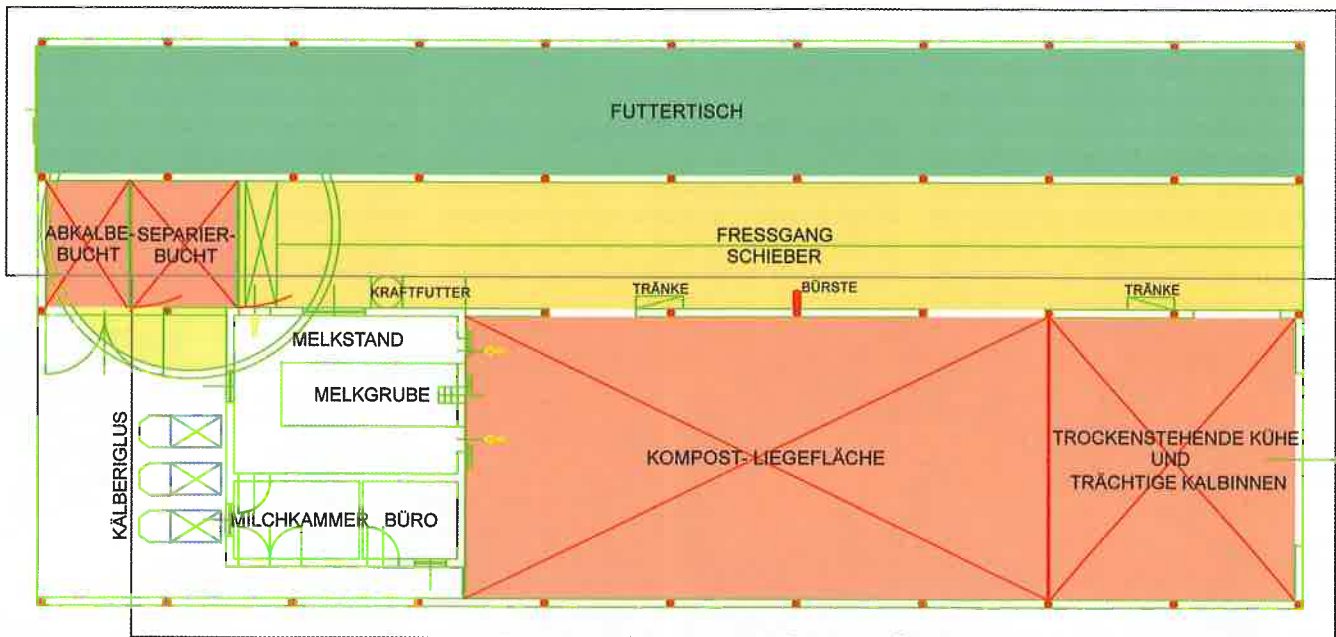 FUTTERTISCH
ABKALBE-
BUCHT
SEPARIER-
BUCHT
FRESSGANG
SCHIEBER
KRAFTFUTTER
TRÄNKE
BÜRSTE
TRÄNKE
MELKSTAND
MELKGRUBE
KÄLBERIGLUS
KOMPOST- LIEGEFLÄCHE
TROCKENSTEHENDE KÜHE
UND
TRÄCHTIGE KALBINNEN
MILCHKAMMER
BÜRO